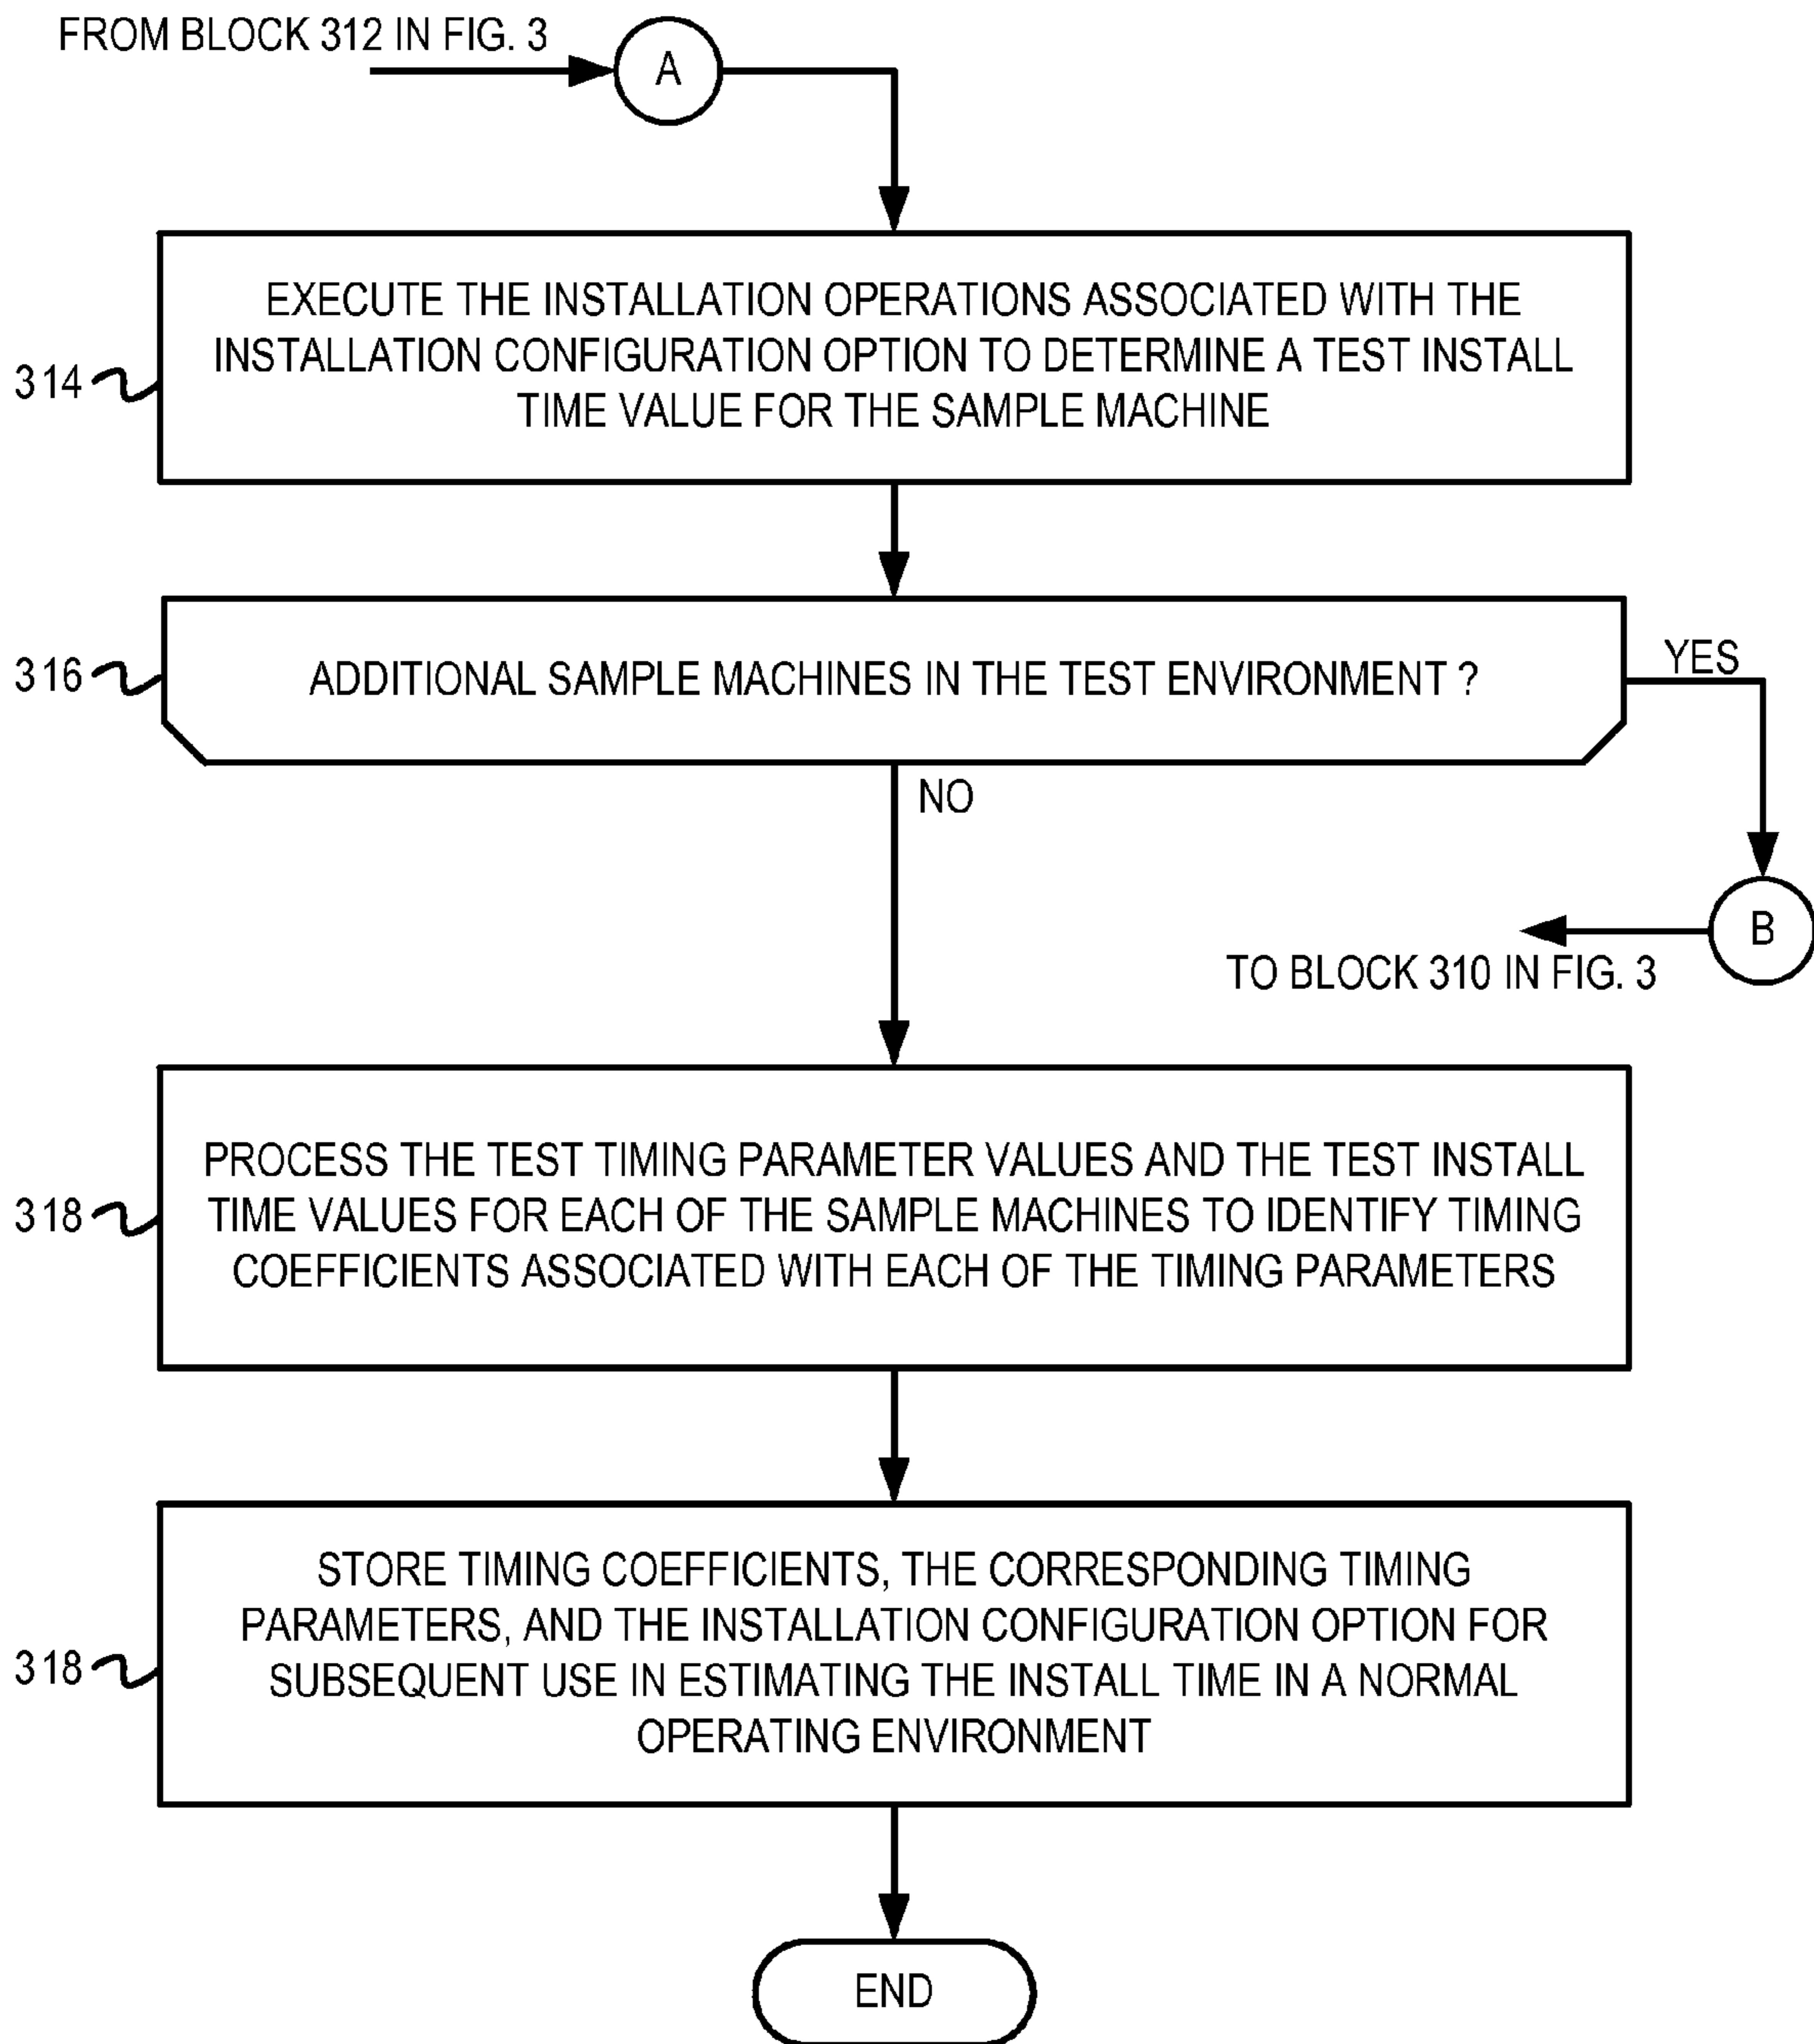 FROM BLOCK 312 IN FIG. 3
A
EXECUTE THE INSTALLATION OPERATIONS ASSOCIATED WITH THE
INSTALLATION CONFIGURATION OPTION TO DETERMINE A TEST INSTALL
TIME VALUE FOR THE SAMPLE MACHINE
314
ADDITIONAL SAMPLE MACHINES IN THE TEST ENVIRONMENT ?
316
YES
NO
B
TO BLOCK 310 IN FIG. 3
PROCESS THE TEST TIMING PARAMETER VALUES AND THE TEST INSTALL
TIME VALUES FOR EACH OF THE SAMPLE MACHINES TO IDENTIFY TIMING
COEFFICIENTS ASSOCIATED WITH EACH OF THE TIMING PARAMETERS
318
STORE TIMING COEFFICIENTS, THE CORRESPONDING TIMING
PARAMETERS, AND THE INSTALLATION CONFIGURATION OPTION FOR
SUBSEQUENT USE IN ESTIMATING THE INSTALL TIME IN A NORMAL
OPERATING ENVIRONMENT
318
END